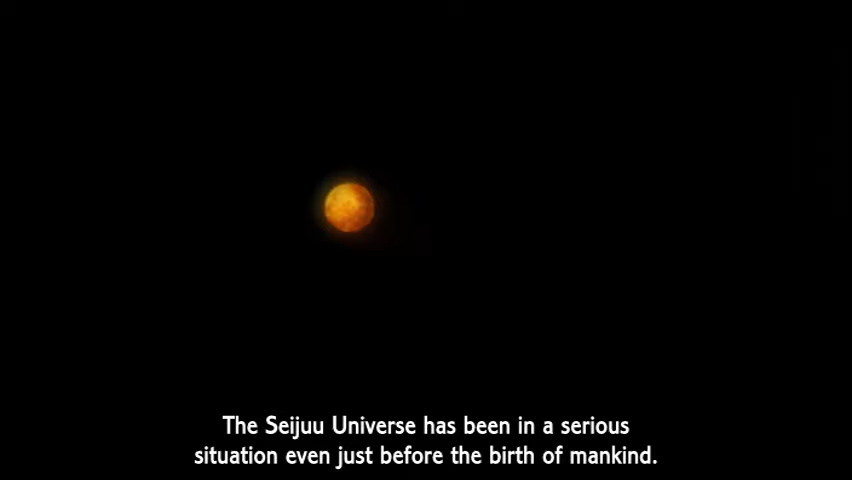 The Seijuu Universe has been in a serious
situation even just before the birth of mankind.